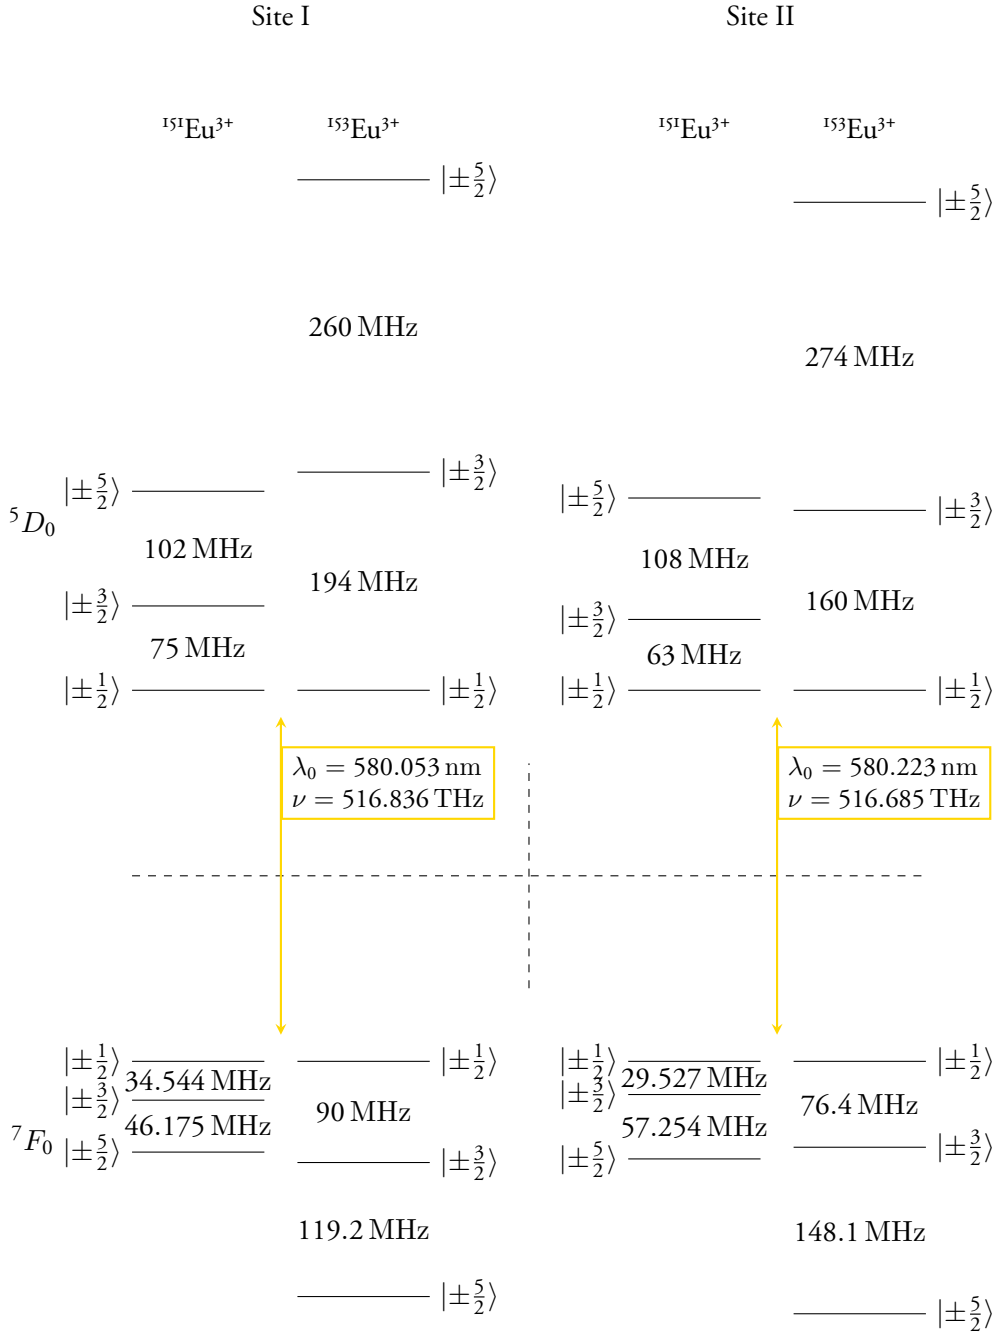 Site I
Site II
¹⁵¹Eu³⁺
¹⁵³Eu³⁺
¹⁵¹Eu³⁺
¹⁵³Eu³⁺
|±5/2⟩
|±5/2⟩
260 MHz
274 MHz
|±3/2⟩
|±5/2⟩
|±5/2⟩
|±3/2⟩
⁵D₀
102 MHz
108 MHz
194 MHz
160 MHz
|±3/2⟩
|±3/2⟩
75 MHz
63 MHz
|±1/2⟩
|±1/2⟩
|±1/2⟩
|±1/2⟩
λ₀ = 580.053 nm
ν = 516.836 THz
λ₀ = 580.223 nm
ν = 516.685 THz
|±1/2⟩
|±1/2⟩
|±1/2⟩
|±1/2⟩
34.544 MHz
29.527 MHz
|±3/2⟩
|±3/2⟩
90 MHz
76.4 MHz
46.175 MHz
57.254 MHz
⁷F₀
|±5/2⟩
|±3/2⟩
|±5/2⟩
|±3/2⟩
119.2 MHz
148.1 MHz
|±5/2⟩
|±5/2⟩